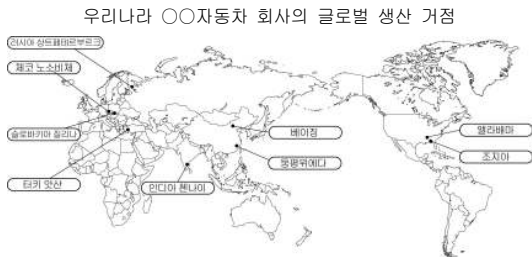 우리나라 ○○자동차 회사의 글로벌 생산 거점
러시아 상트페테르부르크
체코 노소비체
슬로바키아 질리나
터키 앗산
인디아 첸나이
베이징
둥펑위에다
앨라배마
조지아